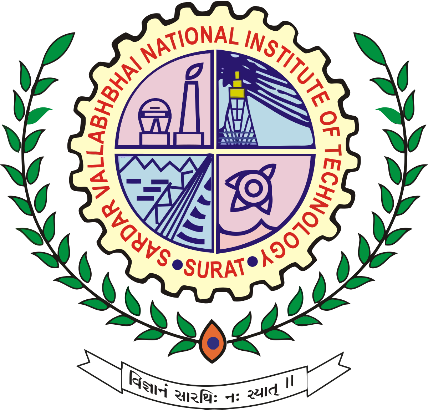 SARDAR VALLABHBHAI NATIONAL INSTITUTE OF TECHNOLOGY
•SURAT•
વિજ્ઞાનં સારથિઃ નઃ સ્યાત્ ॥